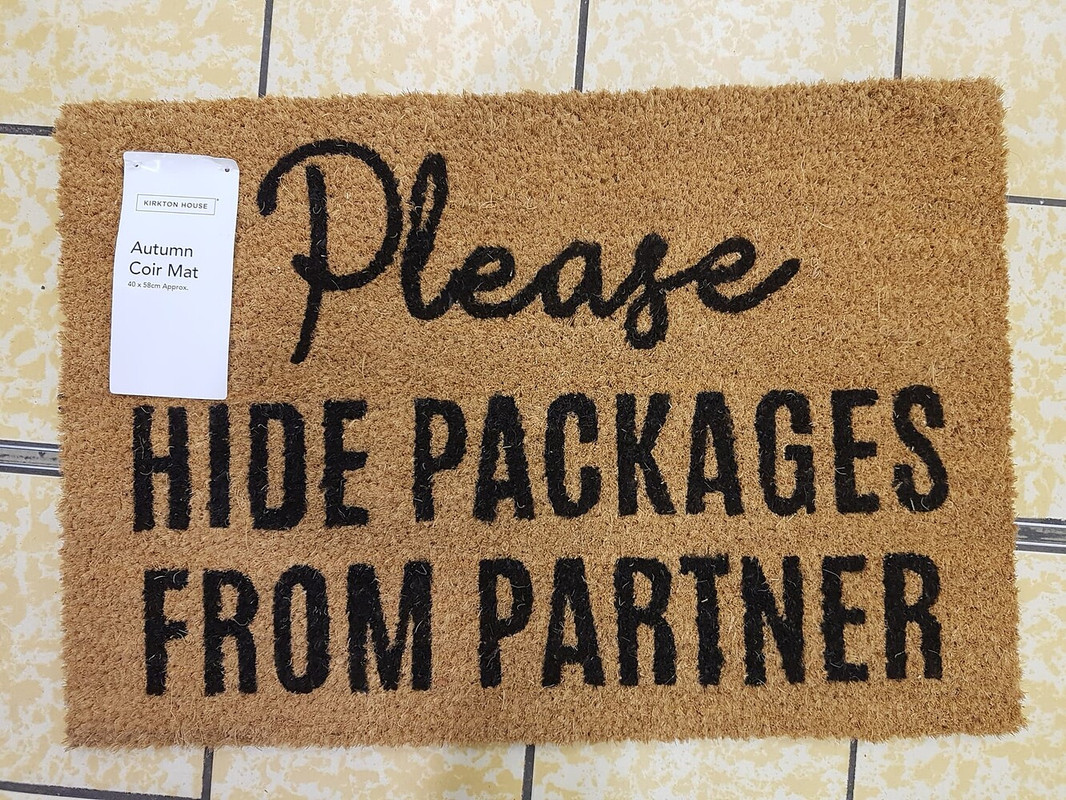 KIRKTON HOUSE
Autumn
Coir Mat
40 x 58cm Approx.
Please
HIDE PACKAGES
FROM PARTNER